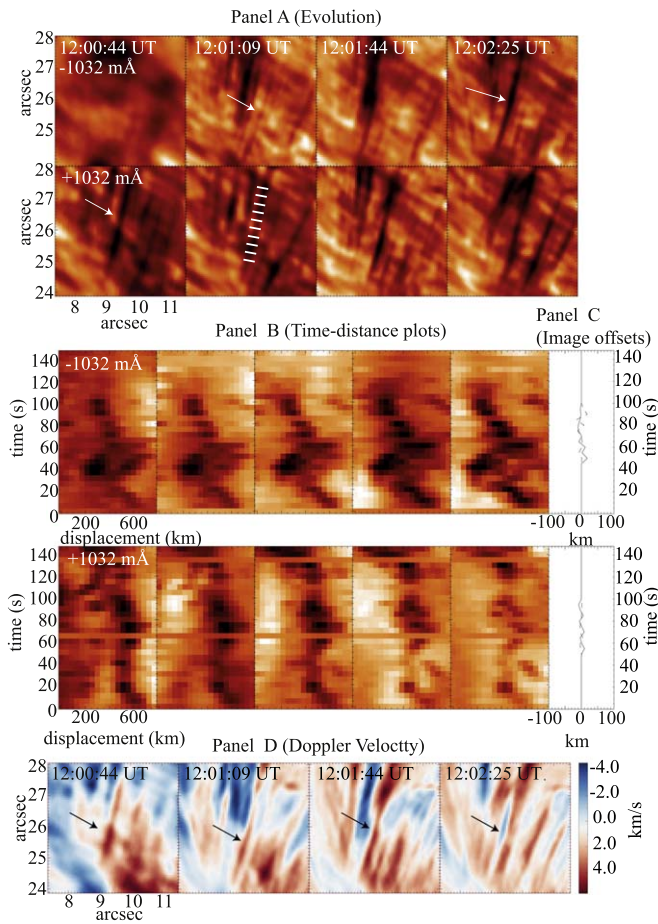 Panel A (Evolution)
28
12:00:44 UT 12:01:09 UT 12:01:44 UT 12:02:25 UT
-1032 mÅ
27
arcsec
26
25
28
+1032 mÅ
27
arcsec
26
25
24
8 9 10 11
arcsec
Panel B (Time-distance plots)
Panel C
(Image offsets)
140
-1032 mÅ
120
100
80
time (s)
60
40
20
0
140
120
100
80
time (s)
60
40
20
200 600
displacement (km)
-100 0 100
km
140
+1032 mÅ
120
100
80
time (s)
60
40
20
0
140
120
100
80
time (s)
60
40
20
200 600
displacement (km)
-100 0 100
km
Panel D (Doppler Veloctty)
28
12:00:44 UT 12:01:09 UT 12:01:44 UT 12:02:25 UT
27
arcsec
26
25
24
8 9 10 11
arcsec
-4.0
-2.0
0.0
2.0
4.0
km/s